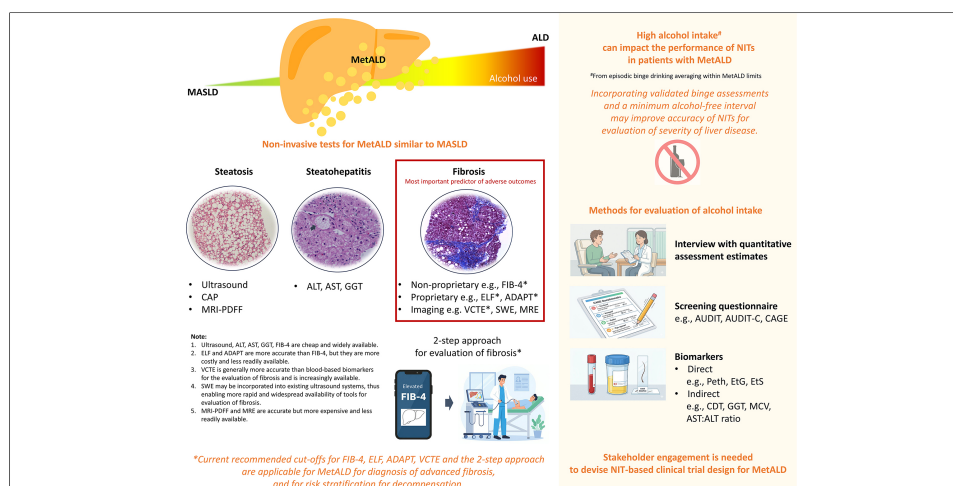 ALD
MetALD
Alcohol use
MASLD
Non-invasive tests for MetALD similar to MASLD
Steatosis
Steatohepatitis
Fibrosis
Most important predictor of adverse outcomes
• Ultrasound
• CAP
• MRI-PDFF
• ALT, AST, GGT
• Non-proprietary e.g., FIB-4*
• Proprietary e.g., ELF*, ADAPT*
• Imaging e.g. VCTE*, SWE, MRE
Note:
1. Ultrasound, ALT, AST, GGT, FIB-4 are cheap and widely available.
2. ELF and ADAPT are more accurate than FIB-4, but they are more
costly and less readily available.
3. VCTE is generally more accurate than blood-based biomarkers
for the evaluation of fibrosis and is increasingly available.
4. SWE may be incorporated into existing ultrasound systems, thus
enabling more rapid and widespread availability of tools for
evaluation of fibrosis.
5. MRI-PDFF and MRE are accurate but more expensive and less
readily available.
2-step approach
for evaluation of fibrosis*
Elevated
FIB-4
*Current recommended cut-offs for FIB-4, ELF, ADAPT, VCTE and the 2-step approach
are applicable for MetALD for diagnosis of advanced fibrosis,
and for risk stratification for decompensation
High alcohol intake#
can impact the performance of NITs
in patients with MetALD
#From episodic binge drinking averaging within MetALD limits
Incorporating validated binge assessments
and a minimum alcohol-free interval
may improve accuracy of NITs for
evaluation of severity of liver disease.
Methods for evaluation of alcohol intake
Interview with quantitative
assessment estimates
Screening questionnaire
e.g., AUDIT, AUDIT-C, CAGE
Biomarkers
• Direct
e.g., Peth, EtG, EtS
• Indirect
e.g., CDT, GGT, MCV,
AST:ALT ratio
Stakeholder engagement is needed
to devise NIT-based clinical trial design for MetALD